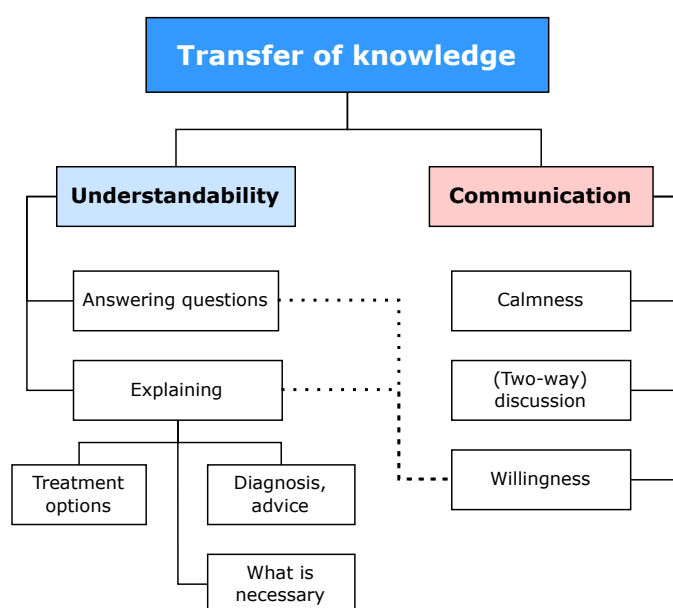 Transfer of knowledge
Understandability
Communication
Answering questions
Calmness
Explaining
(Two-way)
discussion
Treatment
options
Diagnosis,
advice
Willingness
What is
necessary